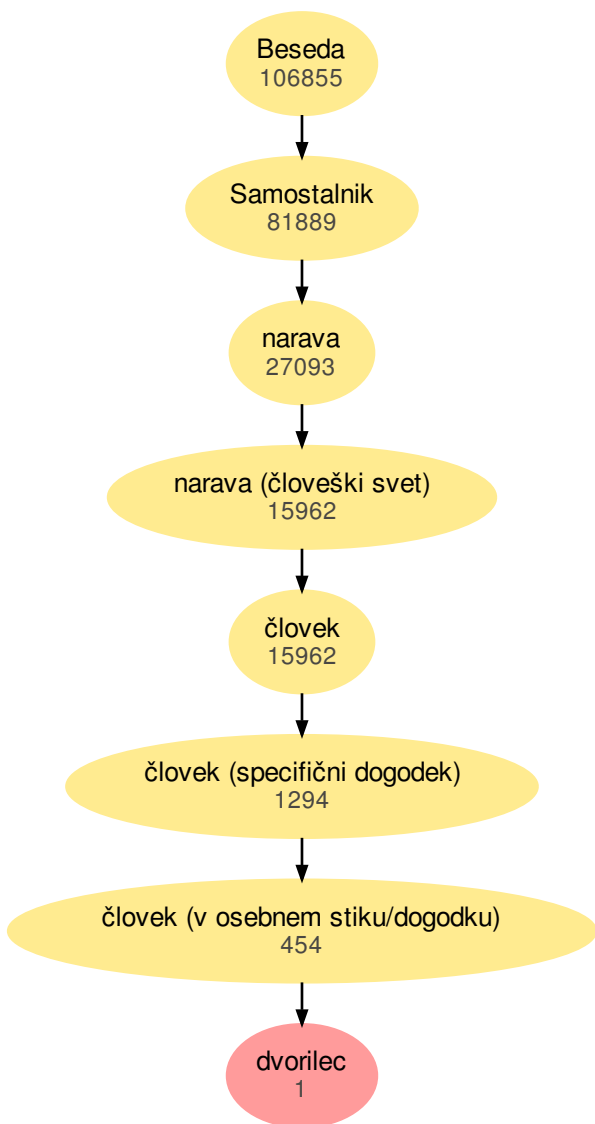 Beseda
106855
Samostalnik
81889
narava
27093
narava (človeški svet)
15962
človek
15962
človek (specifični dogodek)
1294
človek (v osebnem stiku/dogodku)
454
dvorilec
1